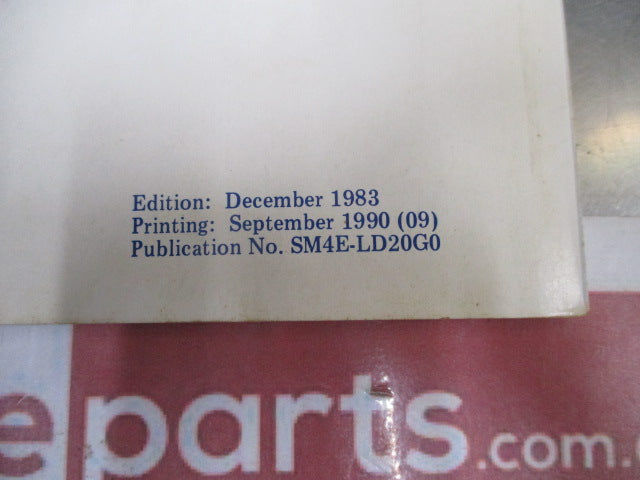 Edition: December 1983
Printing: September 1990 (09)
Publication No. SM4E-LD20G0
eparts.com.